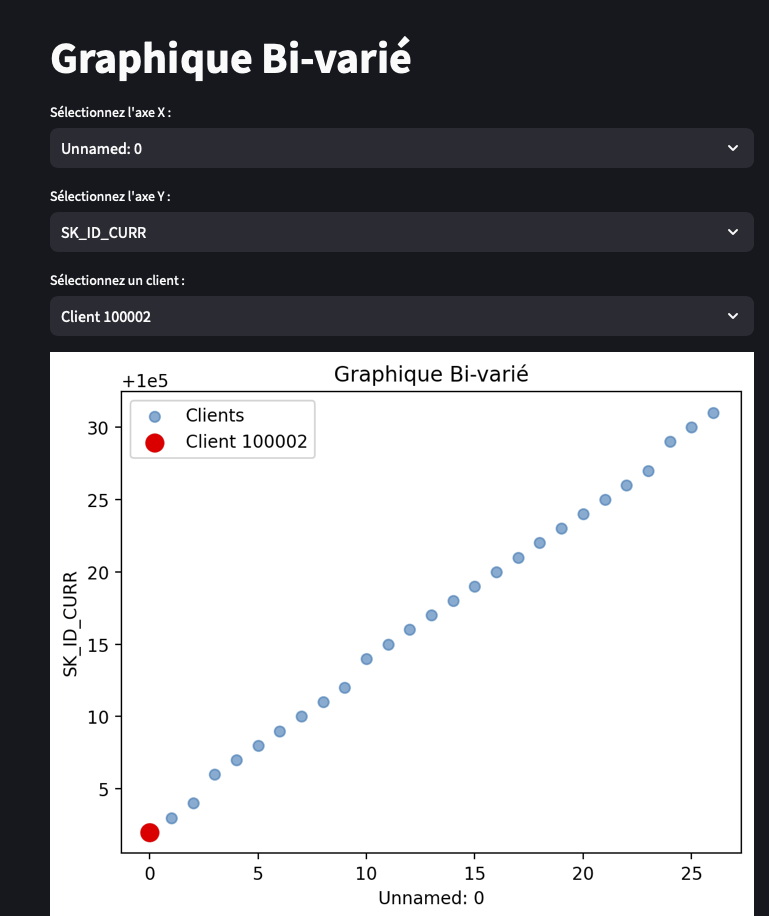 Graphique Bi-varié
Sélectionnez l'axe X :
Unnamed: 0
Sélectionnez l'axe Y :
SK_ID_CURR
Sélectionnez un client :
Client 100002
Graphique Bi-varié
+1e5
Clients
Client 100002
30
25
20
15
10
5
SK_ID_CURR
0 5 10 15 20 25
Unnamed: 0